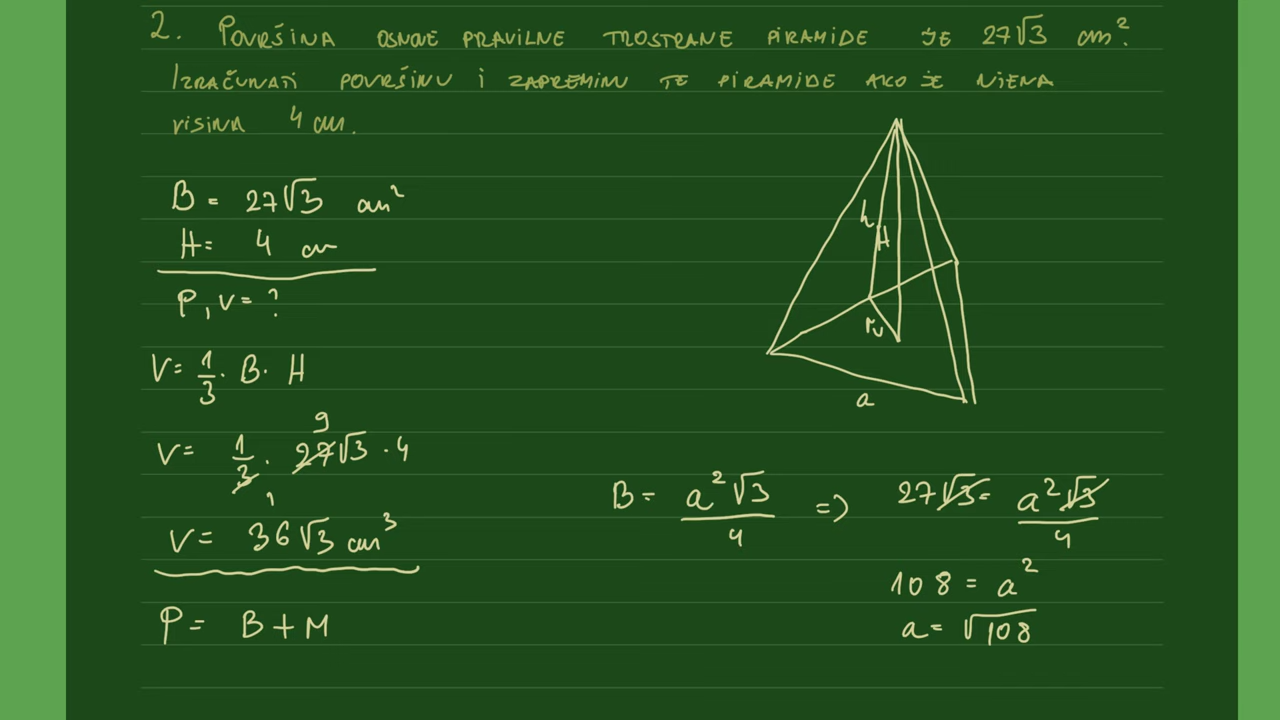 2. POVRŠINA OSNOVE PRAVILNE TROSTRANE PIRAMIDE JE 27√3 cm².
IZRAČUNATI POVRŠINU I ZAPREMINU TE PIRAMIDE AKO JE NJENA
VISINA 4 cm.
B = 27√3 cm²
H = 4 cm
P, V = ?
V = 1/3 · B · H
9
V = 1/3 · 27√3 · 4
1
V = 36√3 cm³
P = B + M
h
H
rᵤ
a
B = a²√3/4 => 27√3 = a²√3/4
108 = a²
a = √108